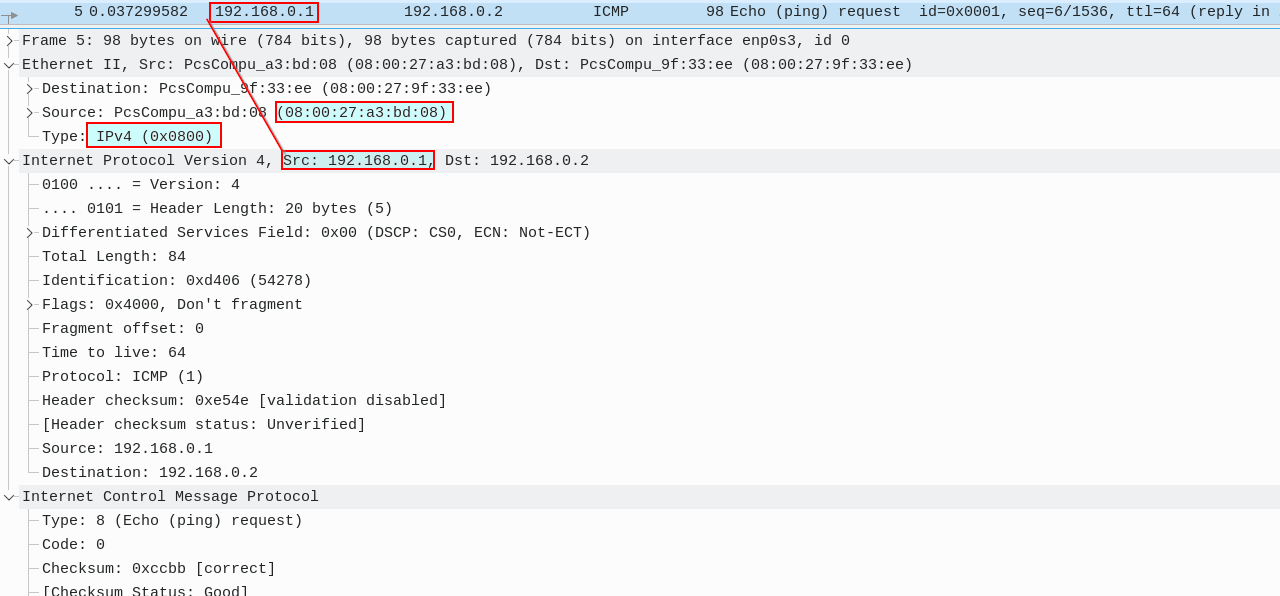 5 0.037299582 192.168.0.1 192.168.0.2 ICMP 98 Echo (ping) request id=0x0001, seq=6/1536, ttl=64 (reply in
Frame 5: 98 bytes on wire (784 bits), 98 bytes captured (784 bits) on interface enp0s3, id 0
Ethernet II, Src: PcsCompu_a3:bd:08 (08:00:27:a3:bd:08), Dst: PcsCompu_9f:33:ee (08:00:27:9f:33:ee)
Destination: PcsCompu_9f:33:ee (08:00:27:9f:33:ee)
Source: PcsCompu_a3:bd:08 (08:00:27:a3:bd:08)
Type: IPv4 (0x0800)
Internet Protocol Version 4, Src: 192.168.0.1, Dst: 192.168.0.2
0100 .... = Version: 4
.... 0101 = Header Length: 20 bytes (5)
Differentiated Services Field: 0x00 (DSCP: CS0, ECN: Not-ECT)
Total Length: 84
Identification: 0xd406 (54278)
Flags: 0x4000, Don't fragment
Fragment offset: 0
Time to live: 64
Protocol: ICMP (1)
Header checksum: 0xe54e [validation disabled]
[Header checksum status: Unverified]
Source: 192.168.0.1
Destination: 192.168.0.2
Internet Control Message Protocol
Type: 8 (Echo (ping) request)
Code: 0
Checksum: 0xccbb [correct]
[Checksum Status: Good]